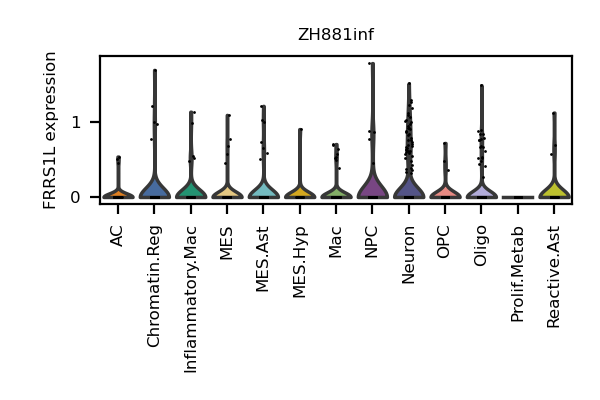 ZH881inf
FRRS1L expression
1
0
AC
Chromatin.Reg
Inflammatory.Mac
MES
MES.Ast
MES.Hyp
Mac
NPC
Neuron
OPC
Oligo
Prolif.Metab
Reactive.Ast